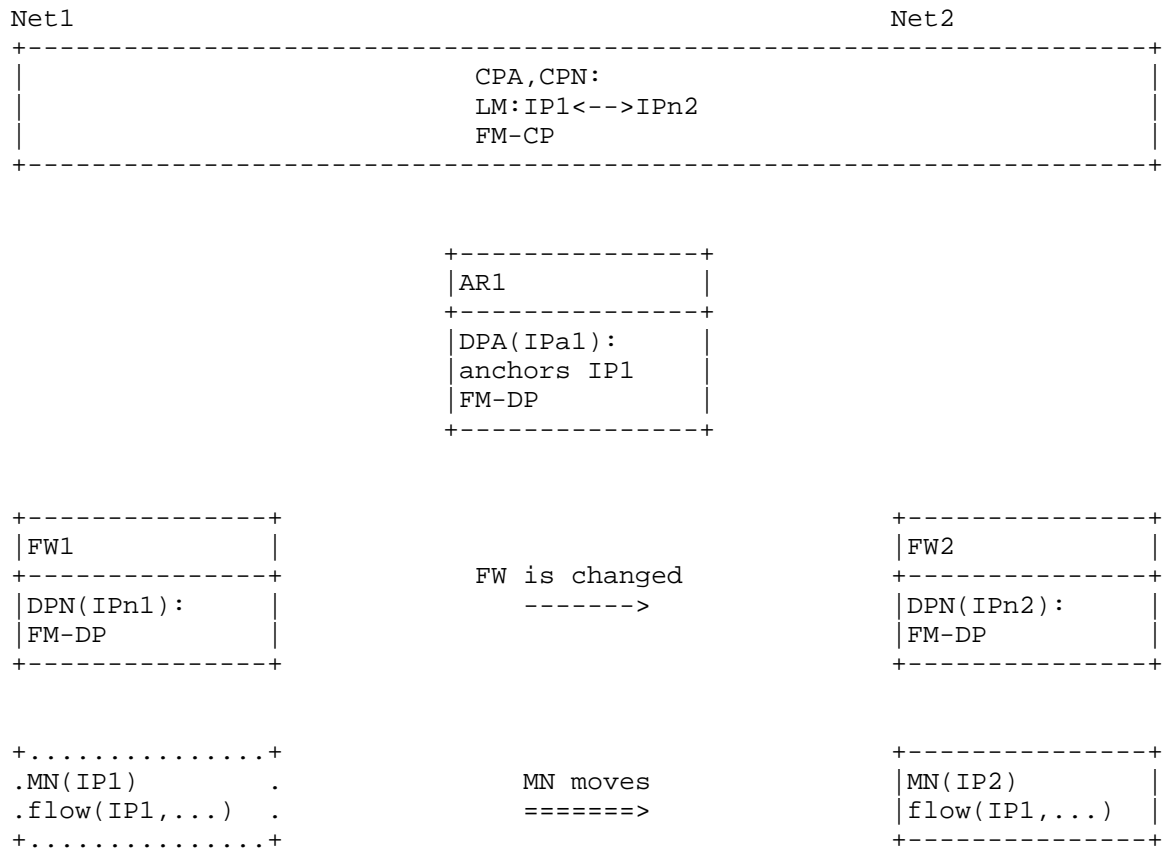 Net1 Net2
CPA,CPN:
LM:IP1<-->IPn2
FM-CP
AR1
DPA(IPa1):
anchors IP1
FM-DP
FW1 FW2
FW is changed
DPN(IPn1): -------> DPN(IPn2):
FM-DP FM-DP
MN(IP1) MN moves MN(IP2)
flow(IP1,...) =======> flow(IP1,...)